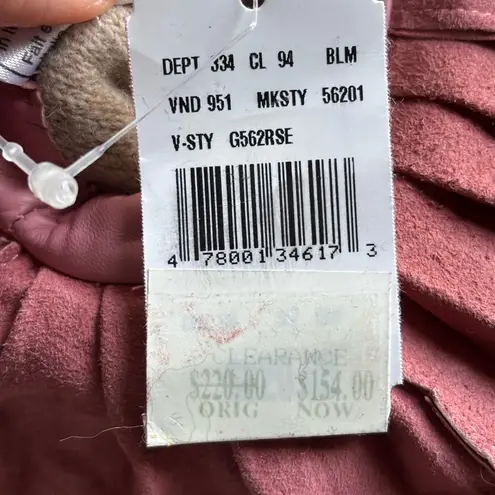 Falt e
DEPT 334 CL 94 BLM
VND 951 MKSTY 56201
V-STY G562RSE
4 78001 34617 3
CLEARANCE
$220.00 $154.00
ORIG NOW